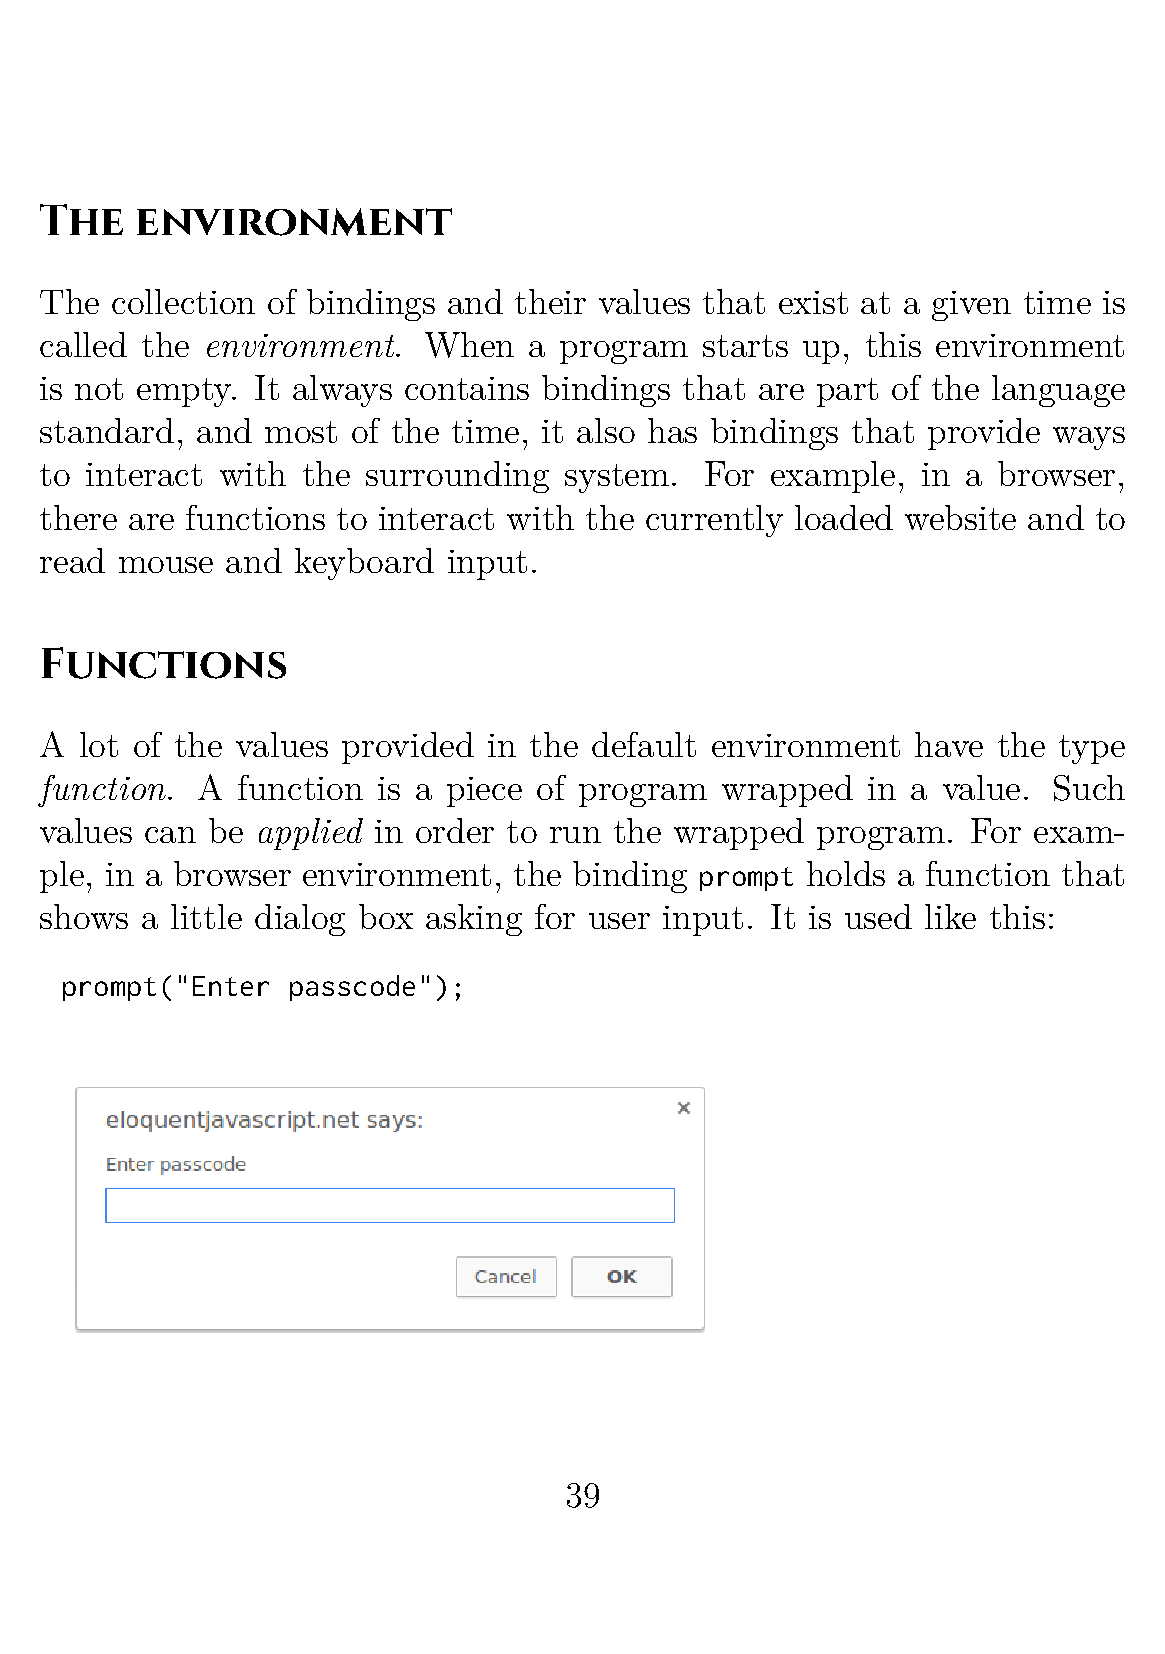 The environment
The collection of bindings and their values that exist at a given time is
called the environment. When a program starts up, this environment
is not empty. It always contains bindings that are part of the language
standard, and most of the time, it also has bindings that provide ways
to interact with the surrounding system. For example, in a browser,
there are functions to interact with the currently loaded website and to
read mouse and keyboard input.
Functions
A lot of the values provided in the default environment have the type
function. A function is a piece of program wrapped in a value. Such
values can be applied in order to run the wrapped program. For exam-
ple, in a browser environment, the binding prompt holds a function that
shows a little dialog box asking for user input. It is used like this:
prompt("Enter passcode");
eloquentjavascript.net says:
Enter passcode
Cancel OK
39